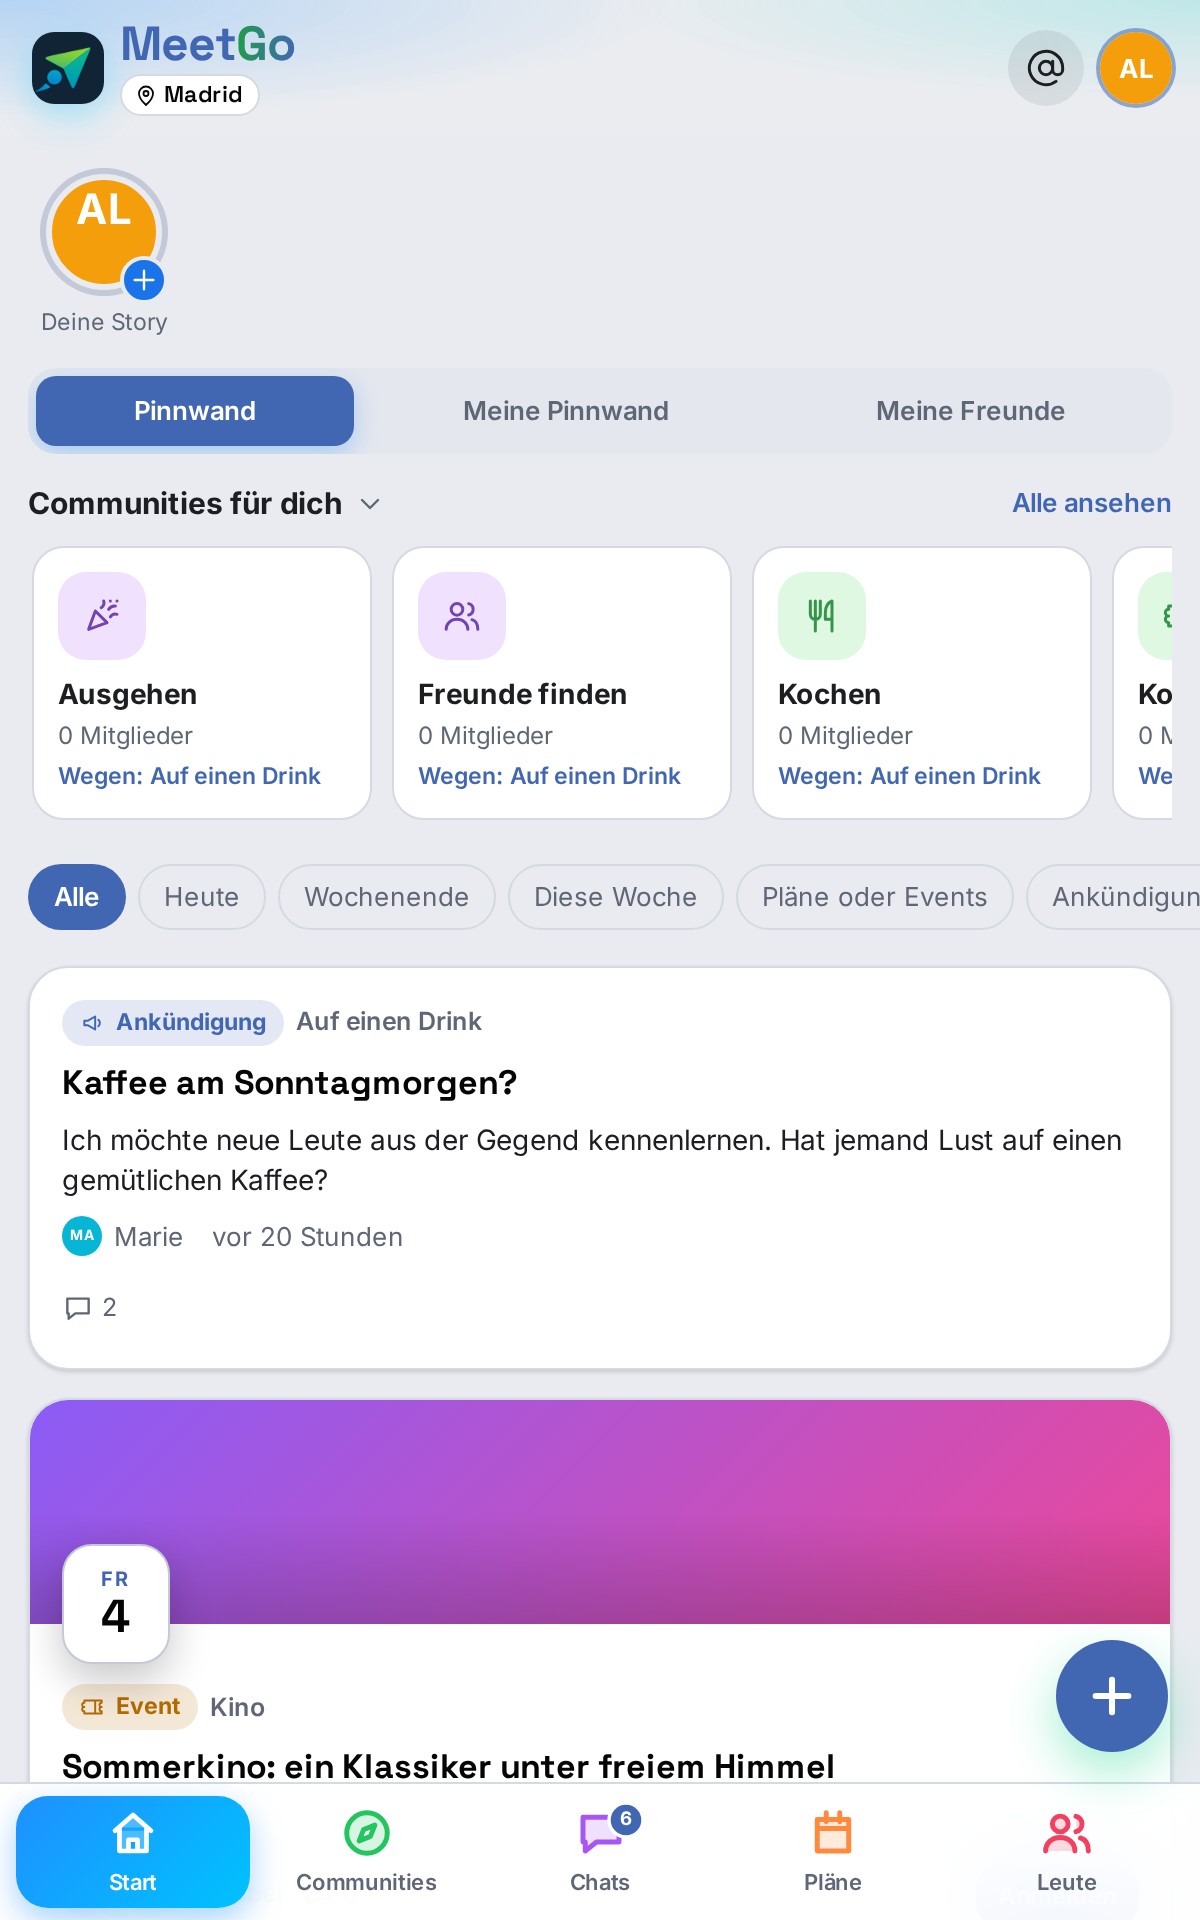 MeetGo
Madrid
AL
AL
Deine Story
Pinnwand
Meine Pinnwand
Meine Freunde
Communities für dich
Alle ansehen
Ausgehen
0 Mitglieder
Wegen: Auf einen Drink
Freunde finden
0 Mitglieder
Wegen: Auf einen Drink
Kochen
0 Mitglieder
Wegen: Auf einen Drink
Alle
Heute
Wochenende
Diese Woche
Pläne oder Events
Ankündigung
Auf einen Drink
Kaffee am Sonntagmorgen?
Ich möchte neue Leute aus der Gegend kennenlernen. Hat jemand Lust auf einen
gemütlichen Kaffee?
MA
Marie
vor 20 Stunden
2
FR
4
Event
Kino
Sommerkino: ein Klassiker unter freiem Himmel
Start
Communities
6
Chats
Pläne
Leute